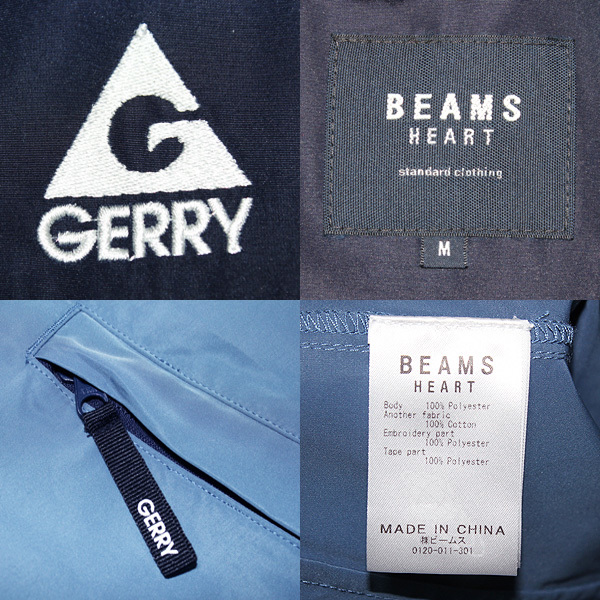 G
GERRY
BEAMS
HEART
standard clothing
M
GERRY
BEAMS
HEART
Body 100% Polyester
Another fabric
100% Cotton
Embroidery part
100% Polyester
Tape part
100% Polyester
MADE IN CHINA
㈱ビームス
0120-011-301